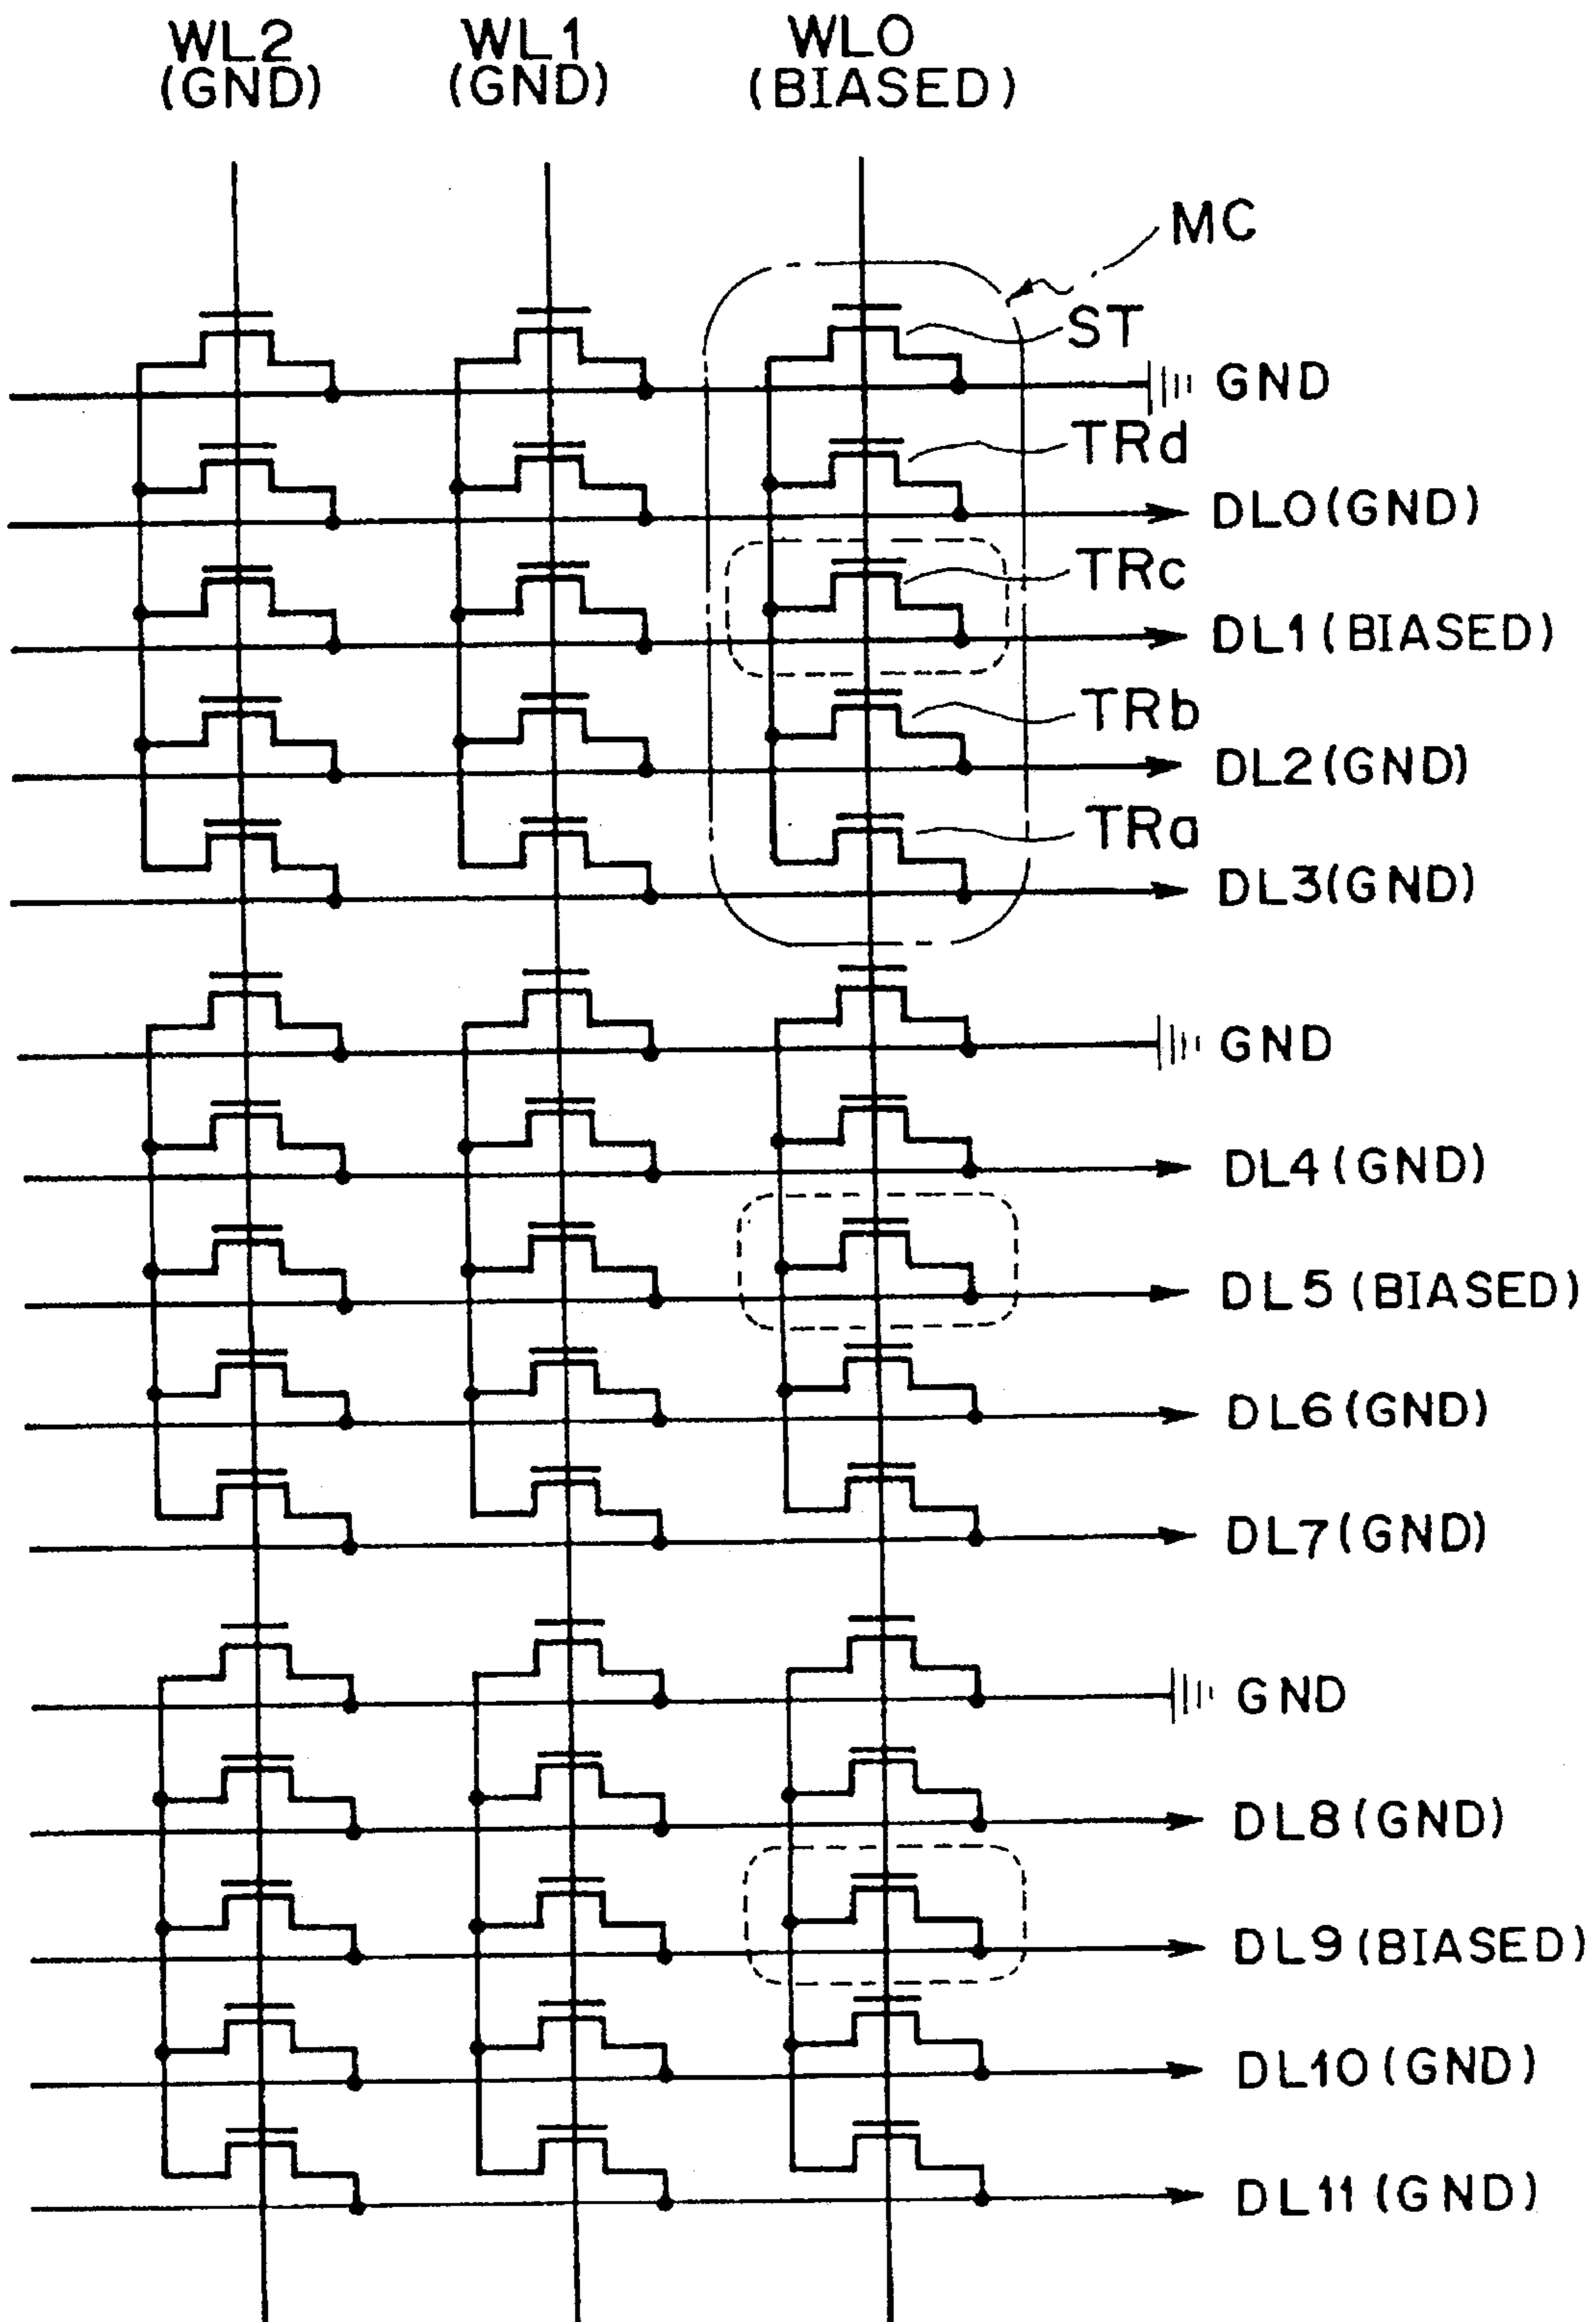 WL2 (GND)
WL1 (GND)
WL0 (BIASED)
MC
ST
GND
TRd
DL0(GND)
TRc
DL1(BIASED)
TRb
DL2(GND)
TRa
DL3(GND)
GND
DL4(GND)
DL5(BIASED)
DL6(GND)
DL7(GND)
GND
DL8(GND)
DL9(BIASED)
DL10(GND)
DL11(GND)